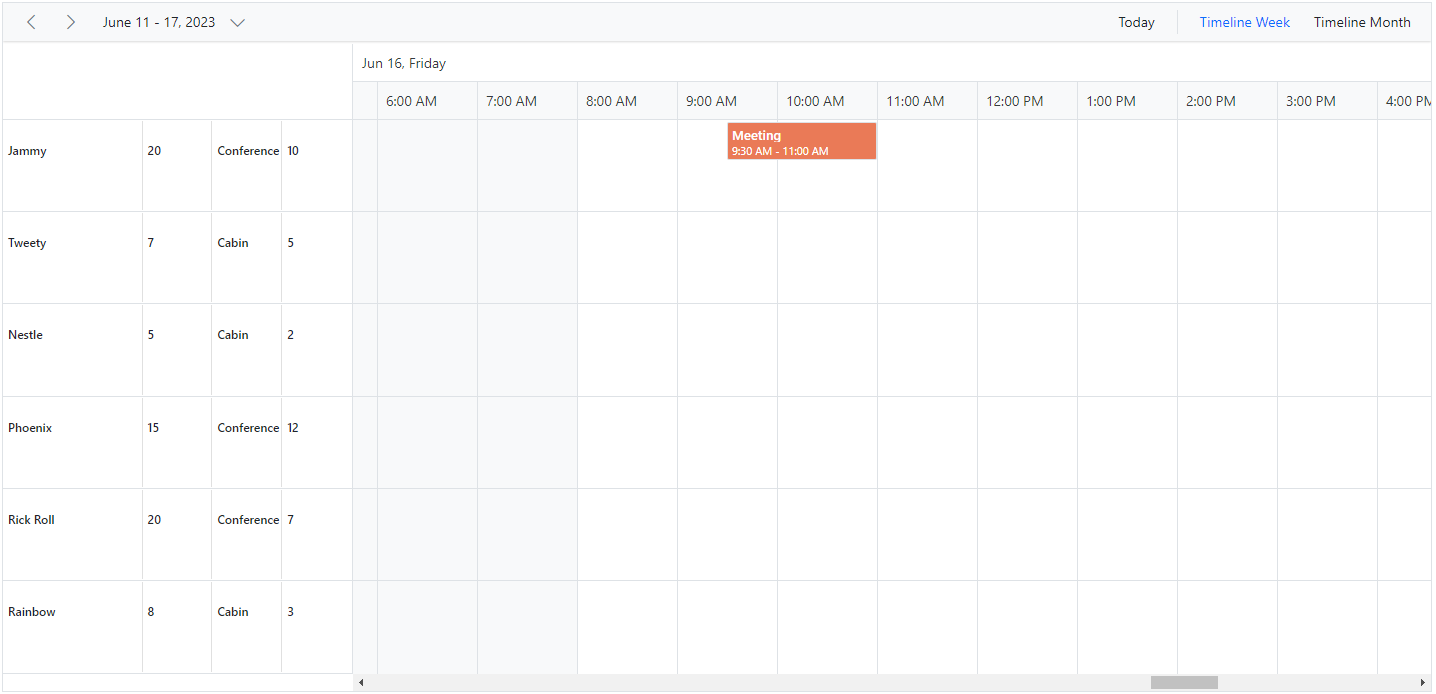 June 11 - 17, 2023 Today Timeline Week Timeline Month
Jun 16, Friday
6:00 AM 7:00 AM 8:00 AM 9:00 AM 10:00 AM 11:00 AM 12:00 PM 1:00 PM 2:00 PM 3:00 PM 4:00 PM
Meeting
9:30 AM - 11:00 AM
Jammy 20 Conference 10
Tweety 7 Cabin 5
Nestle 5 Cabin 2
Phoenix 15 Conference 12
Rick Roll 20 Conference 7
Rainbow 8 Cabin 3